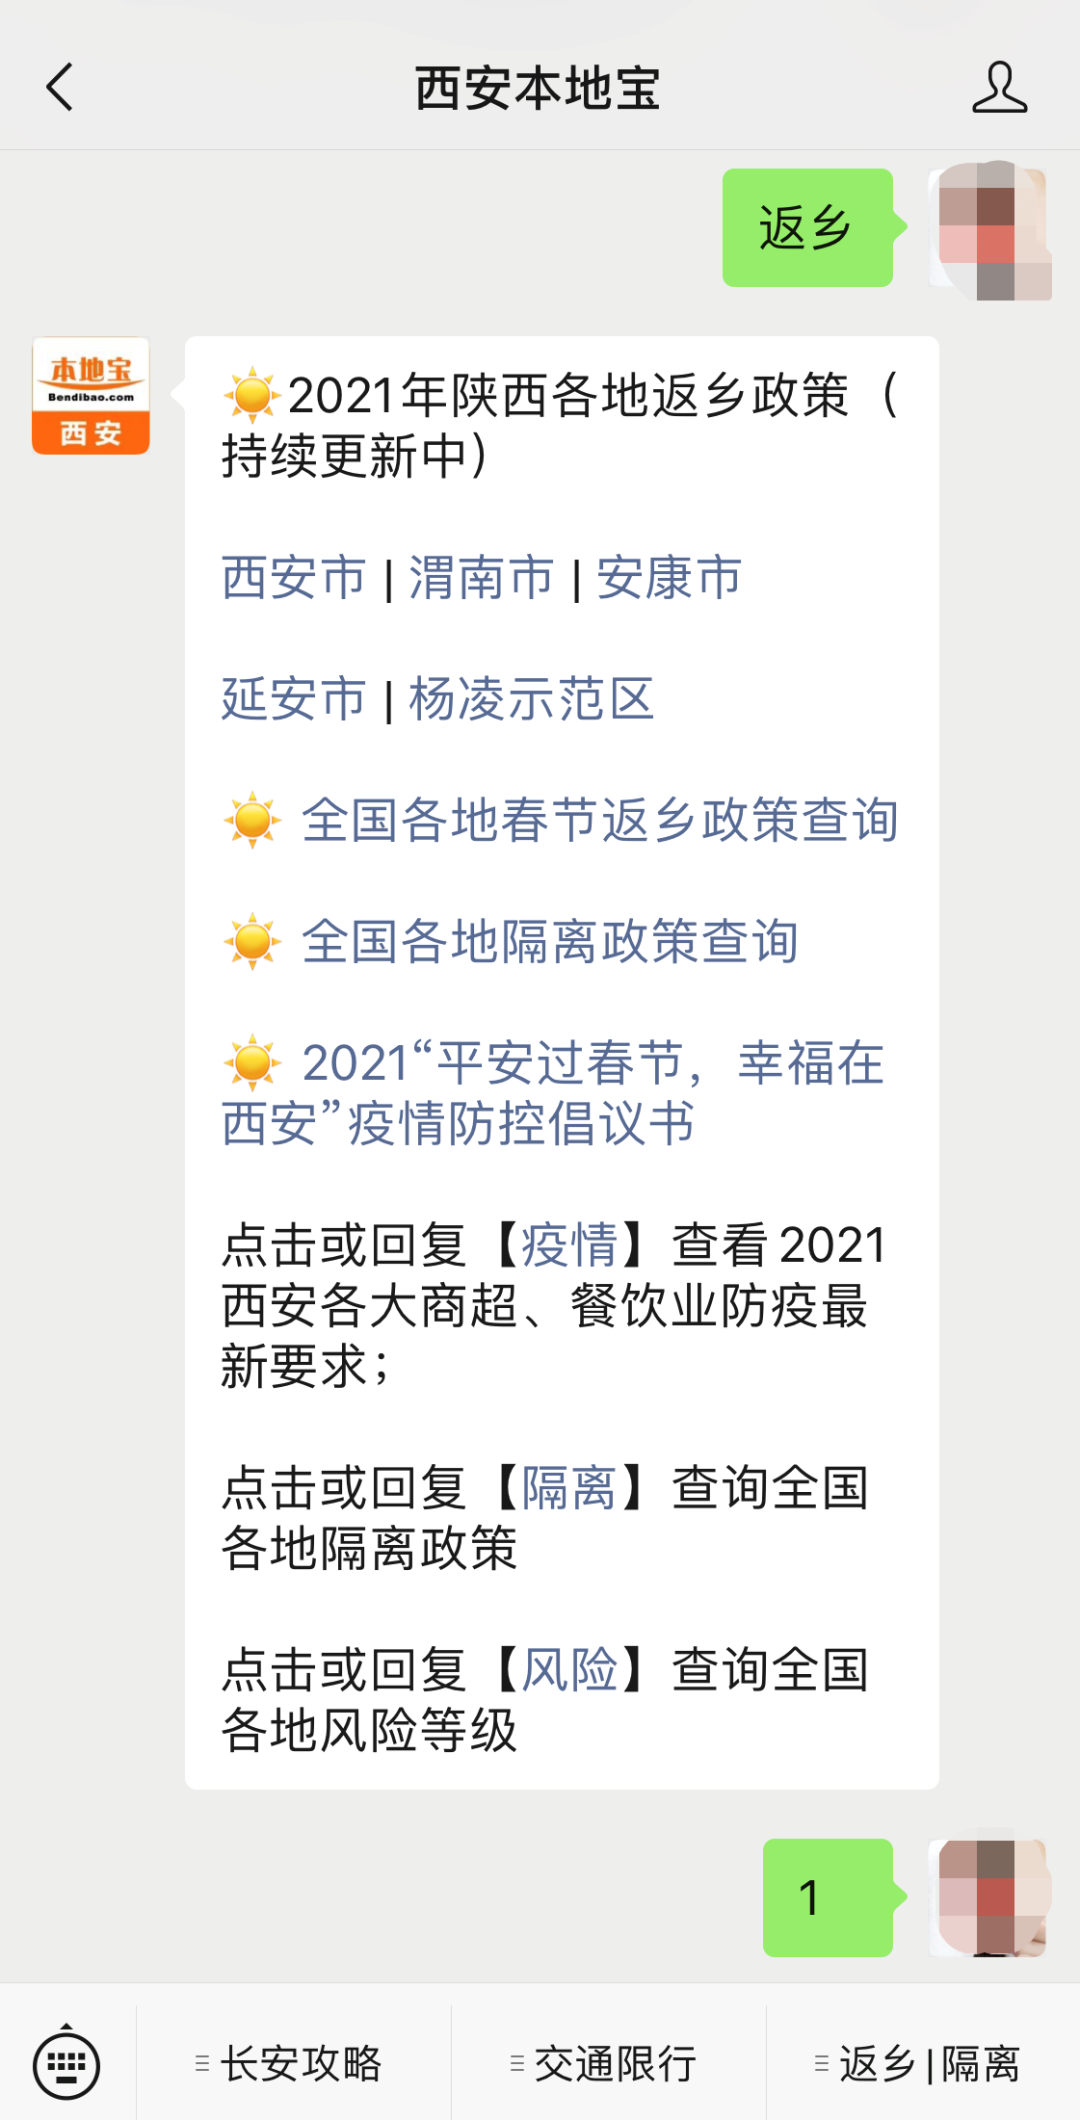 西安本地宝
返乡
本地宝
Bendibao.com
西安
☀️2021年陕西各地返乡政策（
持续更新中）
西安市 | 渭南市 | 安康市
延安市 | 杨凌示范区
☀️ 全国各地春节返乡政策查询
☀️ 全国各地隔离政策查询
☀️ 2021“平安过春节，幸福在
西安”疫情防控倡议书
点击或回复【疫情】查看2021
西安各大商超、餐饮业防疫最
新要求；
点击或回复【隔离】查询全国
各地隔离政策
点击或回复【风险】查询全国
各地风险等级
1
长安攻略
交通限行
返乡|隔离